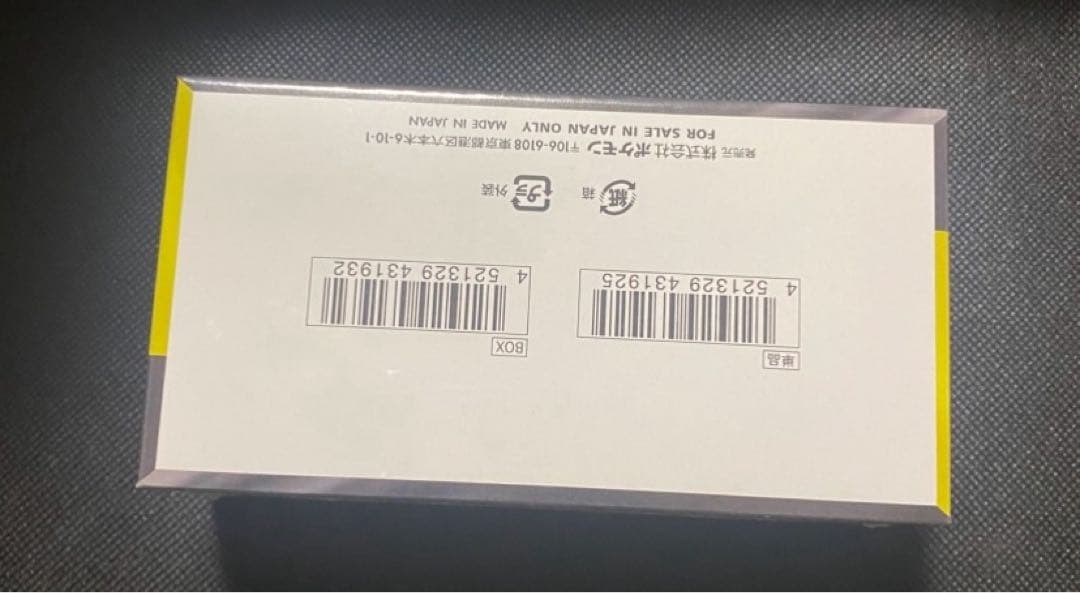 単品
4 521329 431925
BOX
4 521329 431932
紙 箱
プラ 外装
発売元 株式会社ポケモン 〒106-6108 東京都港区六本木6-10-1
FOR SALE IN JAPAN ONLY MADE IN JAPAN